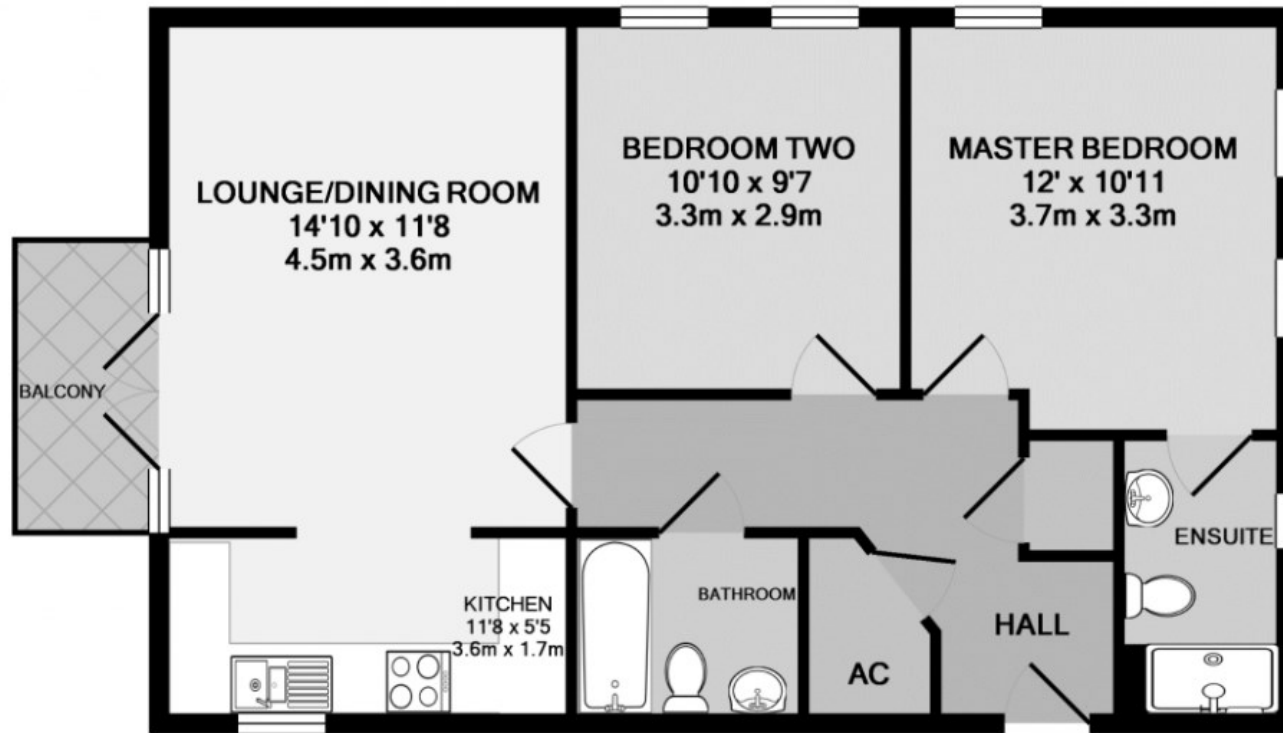 LOUNGE/DINING ROOM
14'10 x 11'8
4.5m x 3.6m
BEDROOM TWO
10'10 x 9'7
3.3m x 2.9m
MASTER BEDROOM
12' x 10'11
3.7m x 3.3m
BALCONY
KITCHEN
11'8 x 5'5
3.6m x 1.7m
BATHROOM
AC
HALL
ENSUITE